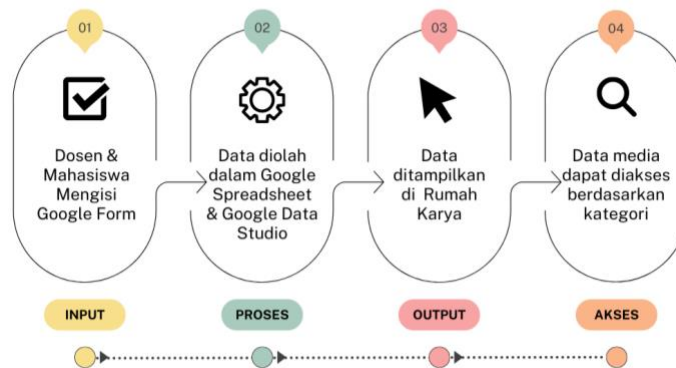 01
Dosen &
Mahasiswa
Mengisi
Google Form
INPUT
02
Data diolah
dalam Google
Spreadsheet
& Google Data
Studio
PROSES
03
Data
ditampilkan
di Rumah
Karya
OUTPUT
04
Data media
dapat diakses
berdasarkan
kategori
AKSES